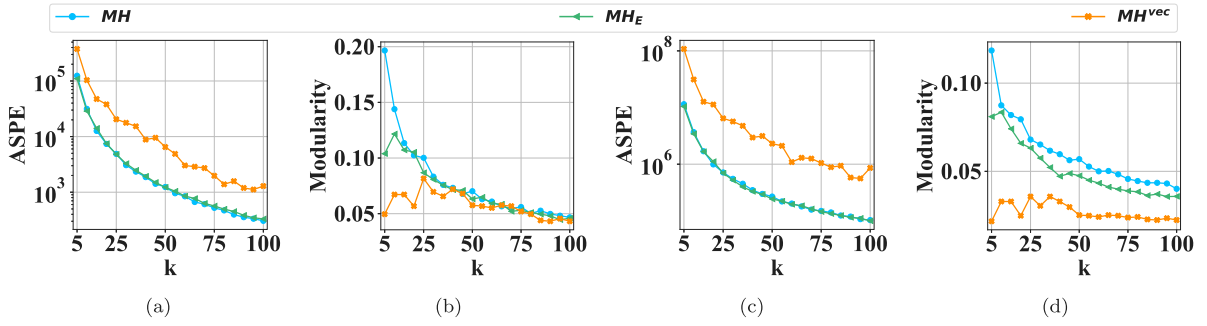 MH MH_E MH^vec
ASPE
10^5
10^4
10^3
5 25 50 75 100
k
(a)
Modularity
0.20
0.15
0.10
0.05
5 25 50 75 100
k
(b)
ASPE
10^8
10^6
5 25 50 75 100
k
(c)
Modularity
0.10
0.05
5 25 50 75 100
k
(d)